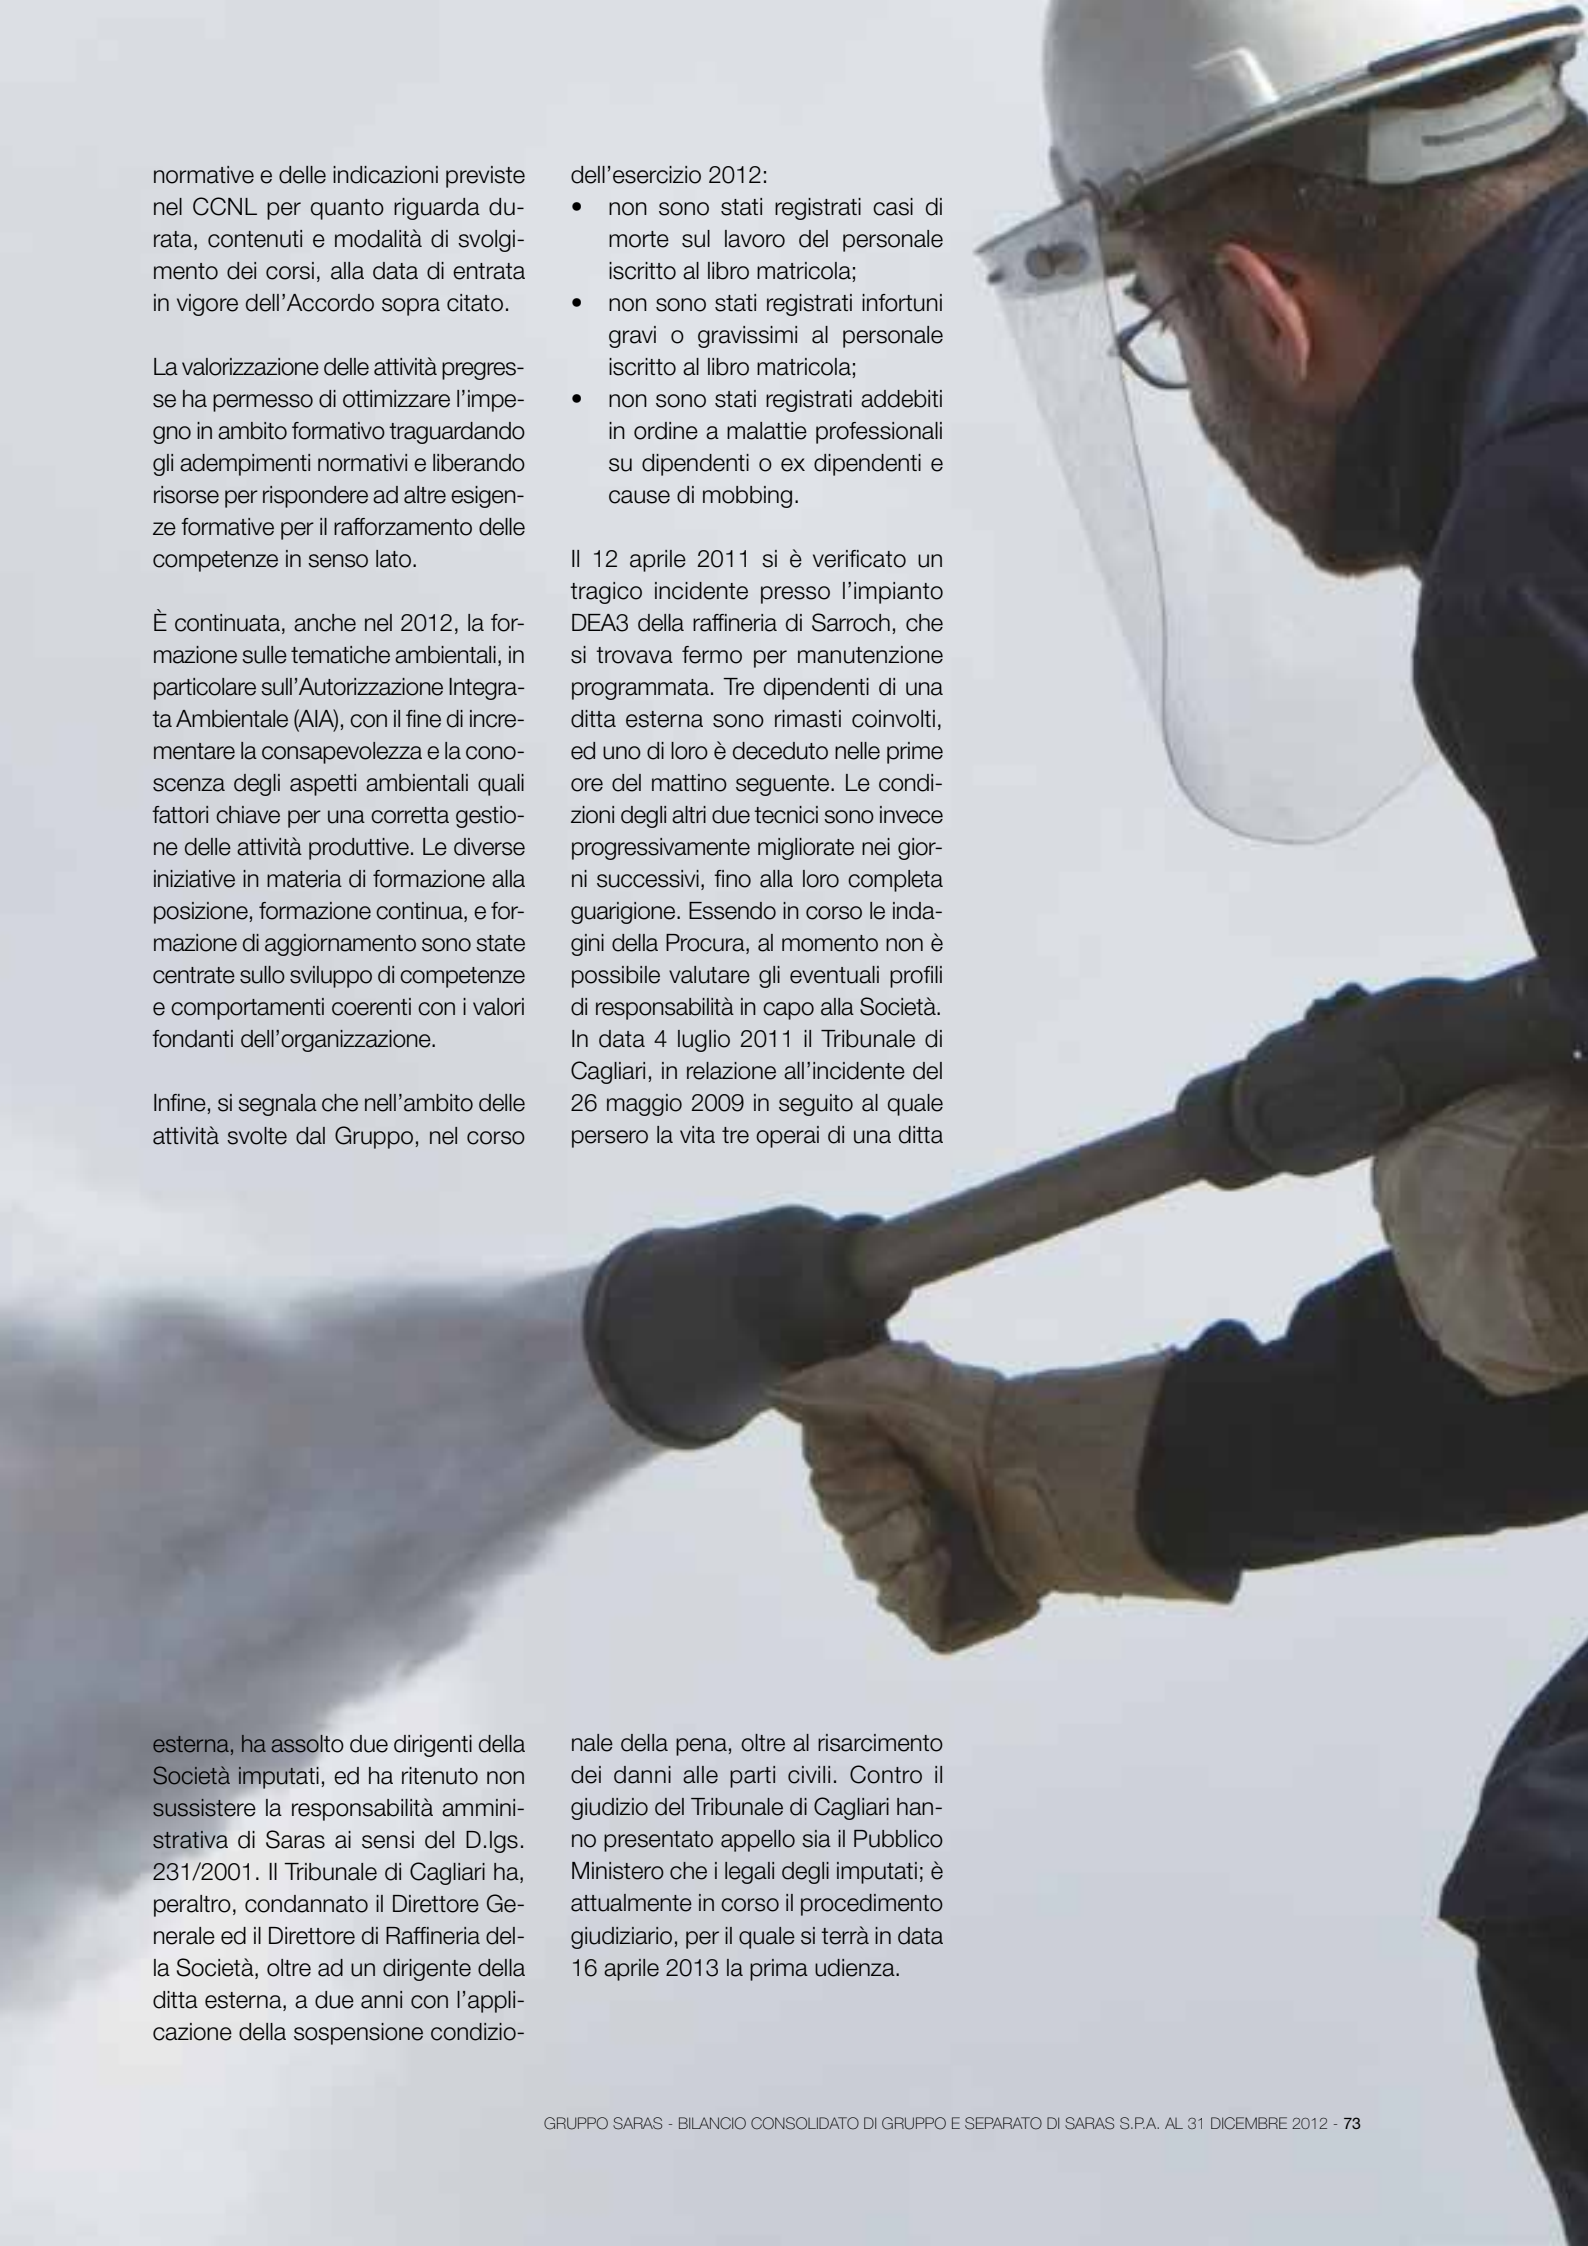 normative e delle indicazioni previste
nel CCNL per quanto riguarda du-
rata, contenuti e modalità di svolgi-
mento dei corsi, alla data di entrata
in vigore dell'Accordo sopra citato.
La valorizzazione delle attività pregres-
se ha permesso di ottimizzare l'impe-
gno in ambito formativo traguardando
gli adempimenti normativi e liberando
risorse per rispondere ad altre esigen-
ze formative per il rafforzamento delle
competenze in senso lato.
È continuata, anche nel 2012, la for-
mazione sulle tematiche ambientali, in
particolare sull'Autorizzazione Integra-
ta Ambientale (AIA), con il fine di incre-
mentare la consapevolezza e la cono-
scenza degli aspetti ambientali quali
fattori chiave per una corretta gestio-
ne delle attività produttive. Le diverse
iniziative in materia di formazione alla
posizione, formazione continua, e for-
mazione di aggiornamento sono state
centrate sullo sviluppo di competenze
e comportamenti coerenti con i valori
fondanti dell'organizzazione.
Infine, si segnala che nell'ambito delle
attività svolte dal Gruppo, nel corso
dell'esercizio 2012:
• non sono stati registrati casi di
morte sul lavoro del personale
iscritto al libro matricola;
• non sono stati registrati infortuni
gravi o gravissimi al personale
iscritto al libro matricola;
• non sono stati registrati addebiti
in ordine a malattie professionali
su dipendenti o ex dipendenti e
cause di mobbing.
Il 12 aprile 2011 si è verificato un
tragico incidente presso l'impianto
DEA3 della raffineria di Sarroch, che
si trovava fermo per manutenzione
programmata. Tre dipendenti di una
ditta esterna sono rimasti coinvolti,
ed uno di loro è deceduto nelle prime
ore del mattino seguente. Le condi-
zioni degli altri due tecnici sono invece
progressivamente migliorate nei gior-
ni successivi, fino alla loro completa
guarigione. Essendo in corso le inda-
gini della Procura, al momento non è
possibile valutare gli eventuali profili
di responsabilità in capo alla Società.
In data 4 luglio 2011 il Tribunale di
Cagliari, in relazione all'incidente del
26 maggio 2009 in seguito al quale
persero la vita tre operai di una ditta
esterna, ha assolto due dirigenti della
Società imputati, ed ha ritenuto non
sussistere la responsabilità ammini-
strativa di Saras ai sensi del D.lgs.
231/2001. Il Tribunale di Cagliari ha,
peraltro, condannato il Direttore Ge-
nerale ed il Direttore di Raffineria del-
la Società, oltre ad un dirigente della
ditta esterna, a due anni con l'appli-
cazione della sospensione condizio-
nale della pena, oltre al risarcimento
dei danni alle parti civili. Contro il
giudizio del Tribunale di Cagliari han-
no presentato appello sia il Pubblico
Ministero che i legali degli imputati; è
attualmente in corso il procedimento
giudiziario, per il quale si terrà in data
16 aprile 2013 la prima udienza.
GRUPPO SARAS - BILANCIO CONSOLIDATO DI GRUPPO E SEPARATO DI SARAS S.P.A. AL 31 DICEMBRE 2012 - 73